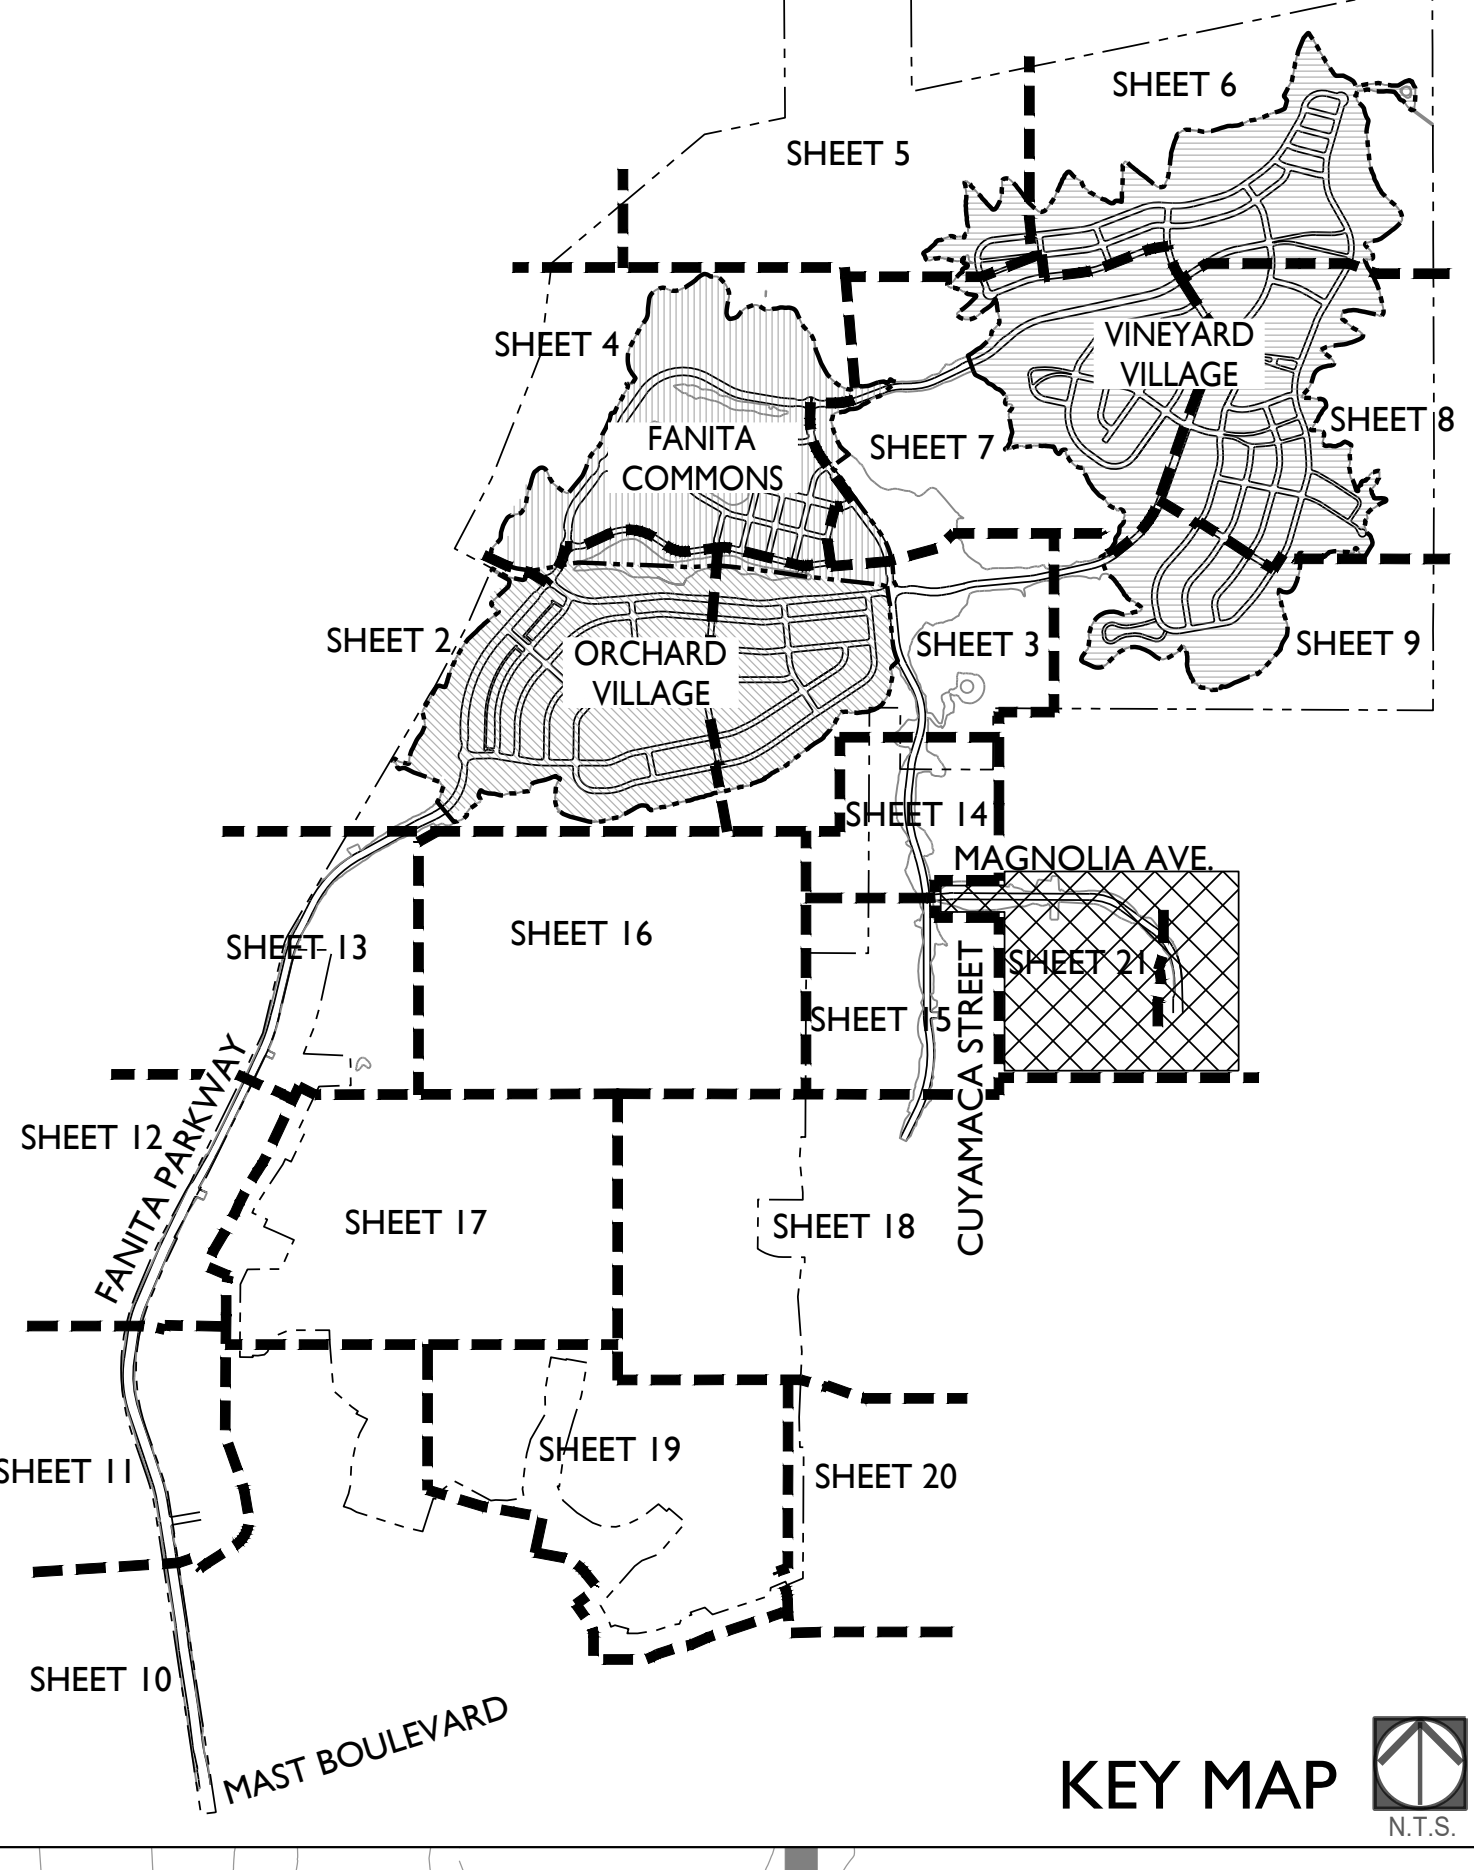 SHEET 6
SHEET 5
SHEET 4
VINEYARD
VILLAGE
SHEET 8
FANITA
COMMONS
SHEET 7
SHEET 2
ORCHARD
VILLAGE
SHEET 3
SHEET 9
SHEET 14
MAGNOLIA AVE.
SHEET 13
SHEET 16
SHEET 21
SHEET 15
CUYAMACA STREET
FANITA PARKWAY
SHEET 12
SHEET 17
SHEET 18
SHEET 19
SHEET 11
SHEET 20
SHEET 10
MAST BOULEVARD
KEY MAP
N.T.S.